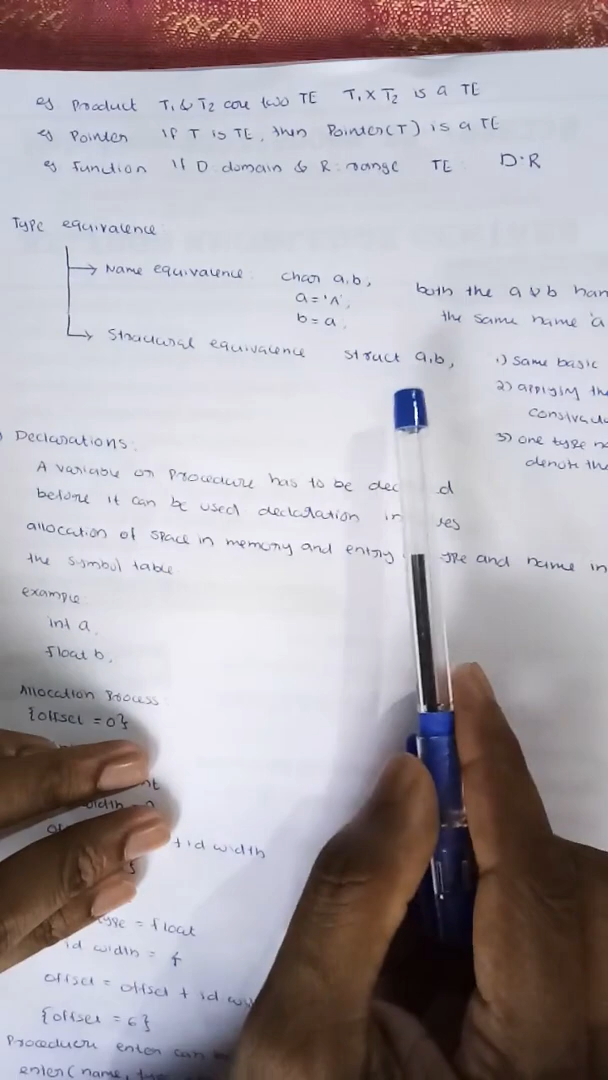 eg Product T1 & T2 are two TE T1 X T2 is a TE
eg Pointer if T is TE, then Pointer(T) is a TE
eg Function If D: domain & R: range TE: D.R
Type equivalence:
→ Name equivalence: char a,b,
a = 'A',
b = a,
both the a & b
the same name a
→ Structural equivalence struct a,b,
1) same basic
2) applying
3) one type
denote
Declarations:
A variable or Procedure has to be dec d
before it can be used declaration in
allocation of space in memory and entry and name in
the symbol table
example
int a,
float b,
Allocation Process
{offset = 0}
+ id width
type = float
id width = 4
offset = offset + id
{offset = 6}
Procedure enter can
enter( name,